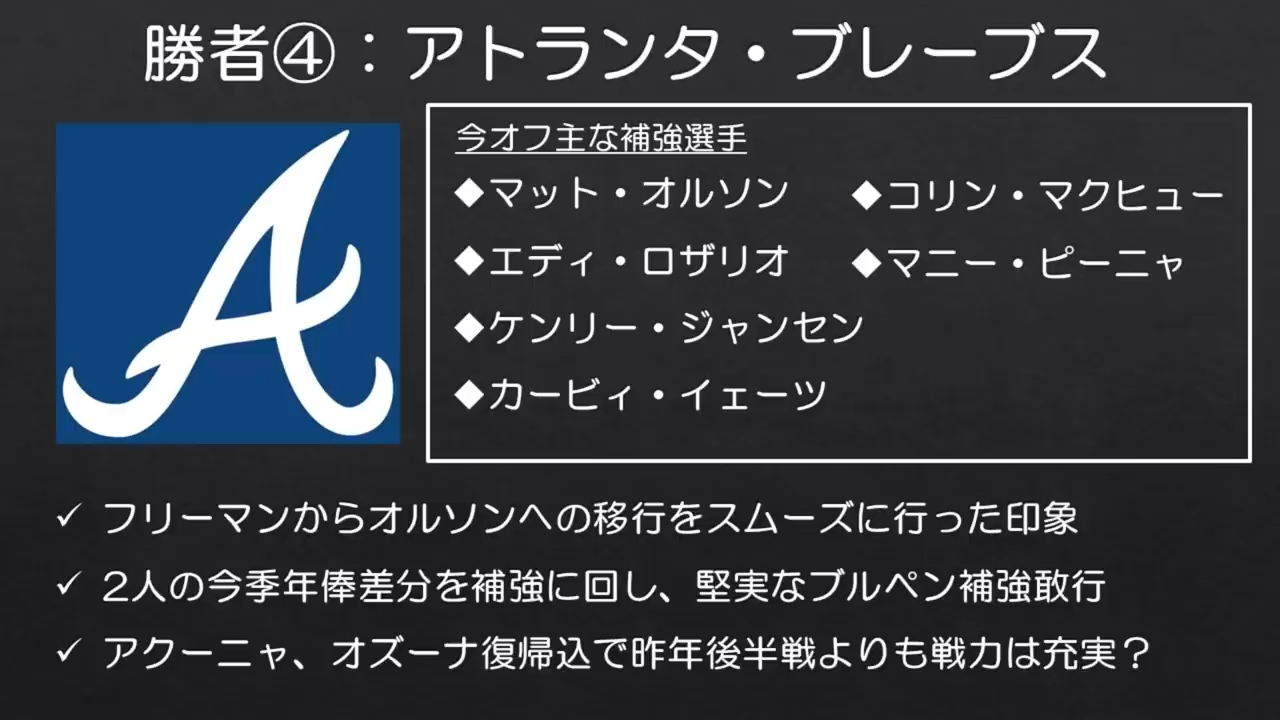 勝者④：アトランタ・ブレーブス
A
今オフ主な補強選手
◆マット・オルソン ◆コリン・マクヒュー
◆エディ・ロザリオ ◆マニー・ピーニャ
◆ケンリー・ジャンセン
◆カービィ・イェーツ
✓ フリーマンからオルソンへの移行をスムーズに行った印象
✓ 2人の今季年俸差分を補強に回し、堅実なブルペン補強敢行
✓ アクーニャ、オズーナ復帰込で昨年後半戦よりも戦力は充実？